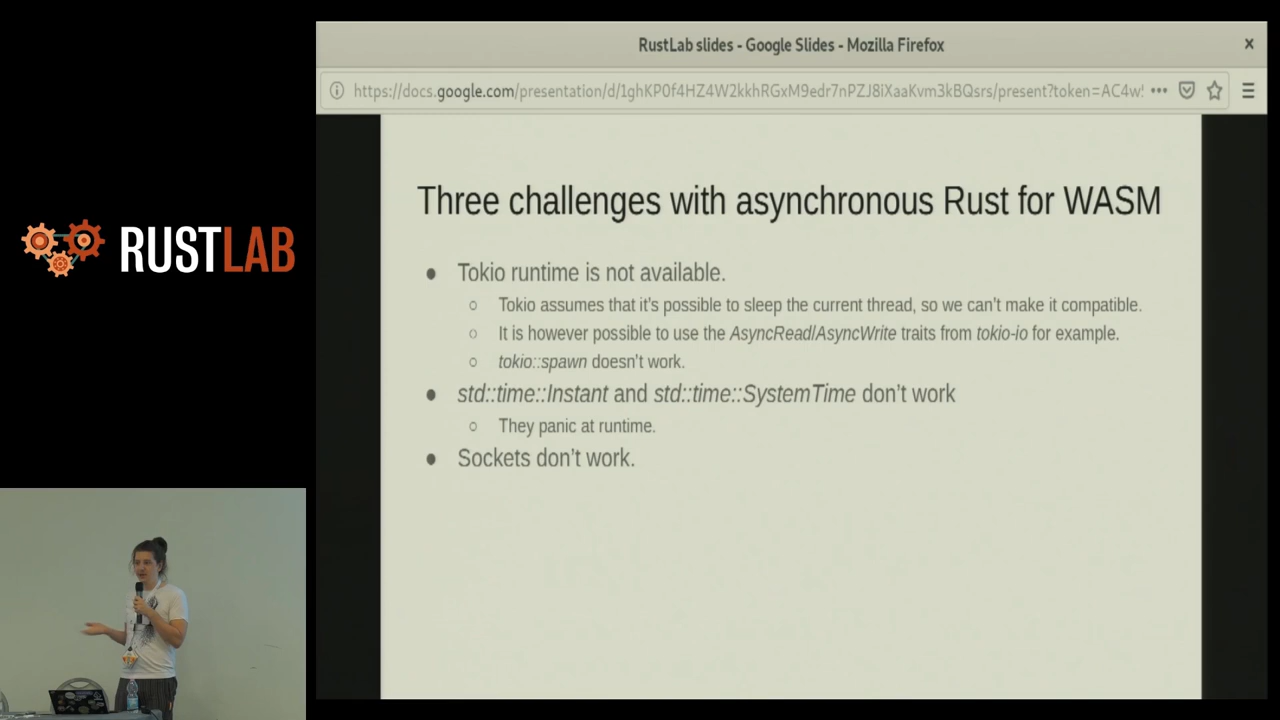 RustLab slides - Google Slides - Mozilla Firefox
https://docs.google.com/presentation/d/1ghKP0f4HZ4W2kkhRGxM9edr7nPZJ8iXaaKvm3kBQsrs/present?token=AC4w
Three challenges with asynchronous Rust for WASM
RUSTLAB
● Tokio runtime is not available.
○ Tokio assumes that it's possible to sleep the current thread, so we can't make it compatible.
○ It is however possible to use the AsyncRead/AsyncWrite traits from tokio-io for example.
○ tokio::spawn doesn't work.
● std::time::Instant and std::time::SystemTime don't work
○ They panic at runtime.
● Sockets don't work.